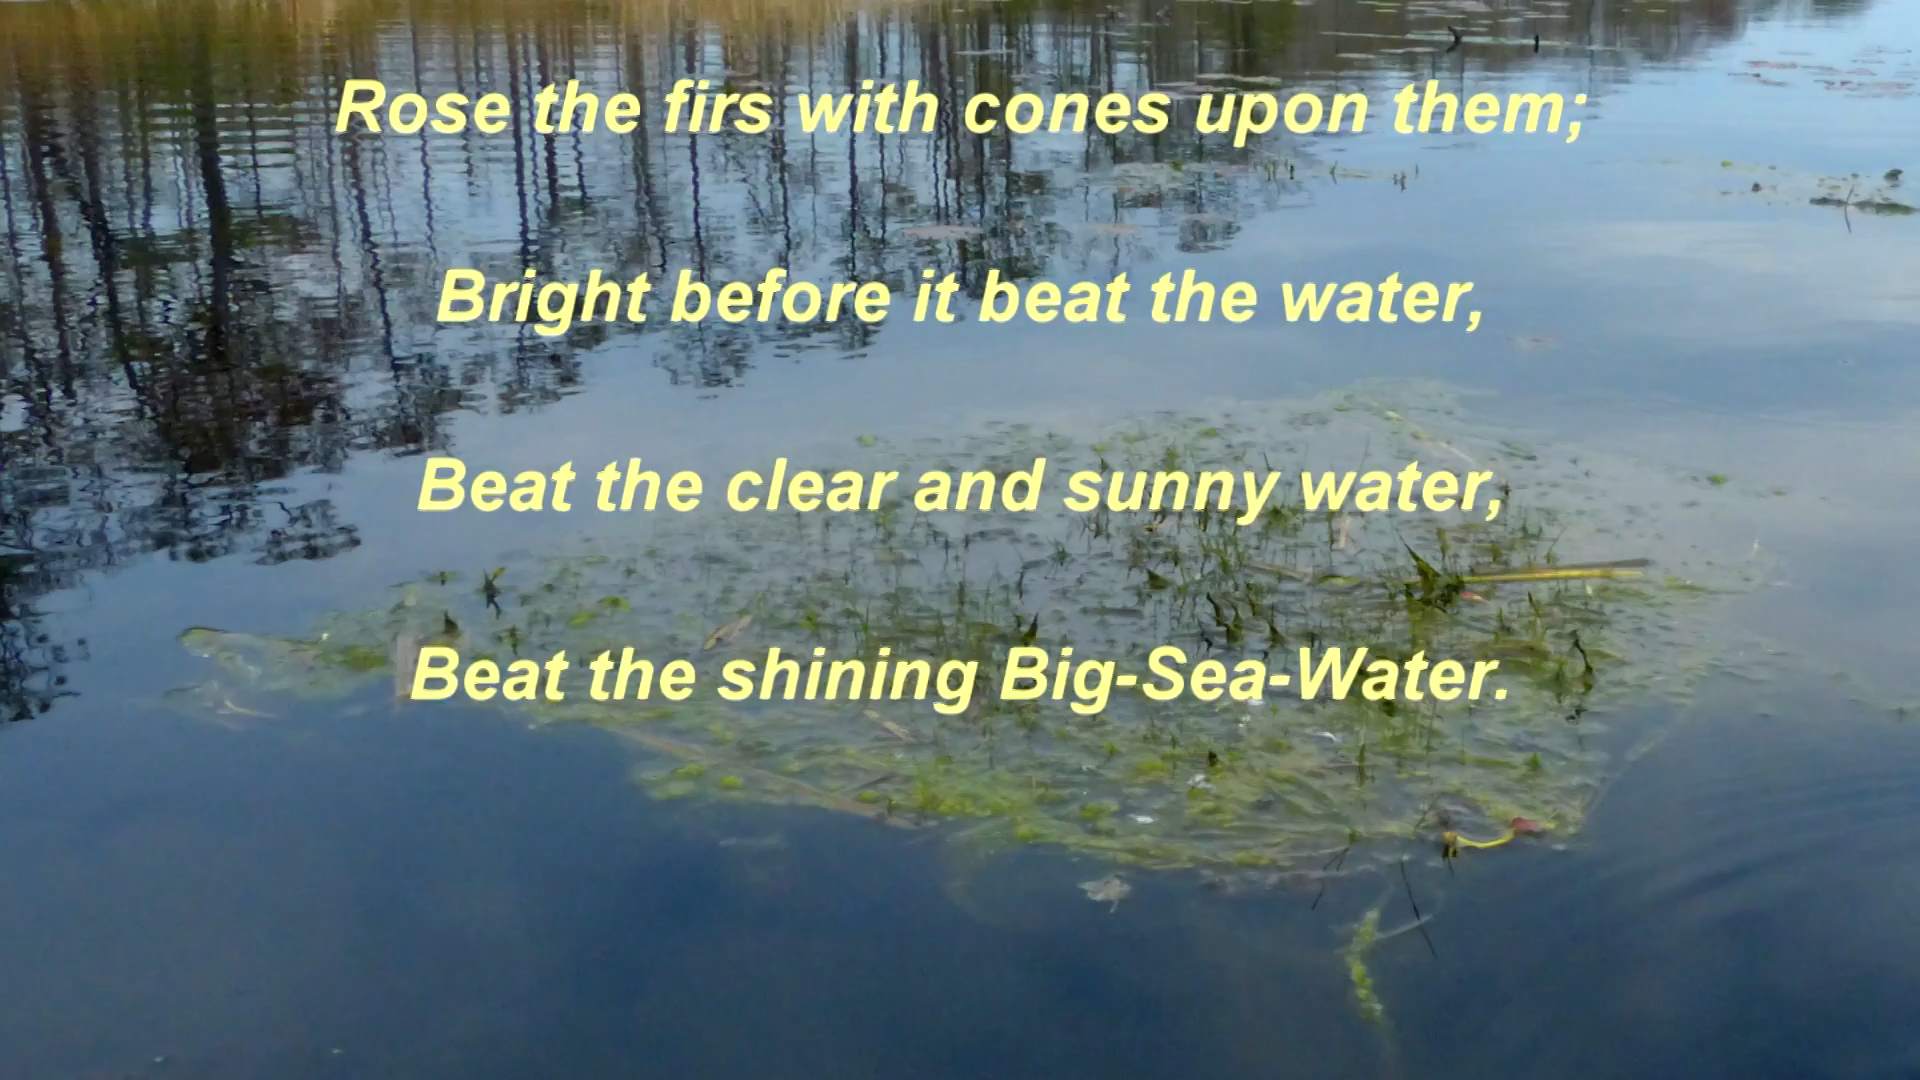 Rose the firs with cones upon them;
Bright before it beat the water,
Beat the clear and sunny water,
Beat the shining Big-Sea-Water.